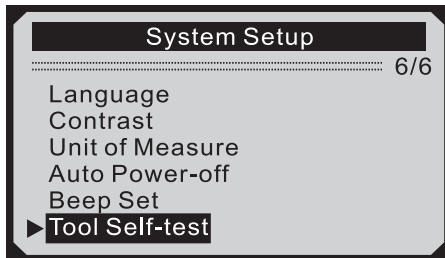 System Setup
6/6
Language
Contrast
Unit of Measure
Auto Power-off
Beep Set
Tool Self-test